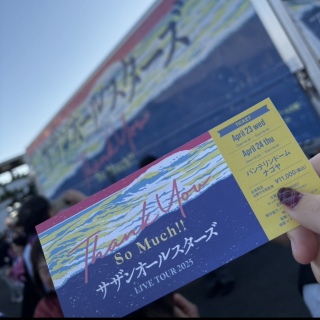 サザンオールスターズ
Thank You
So Much!!
サザンオールスターズ
LIVE TOUR 2025
April 23 wed
April 24 thu
バンテリンドーム
ナゴヤ
¥11,000